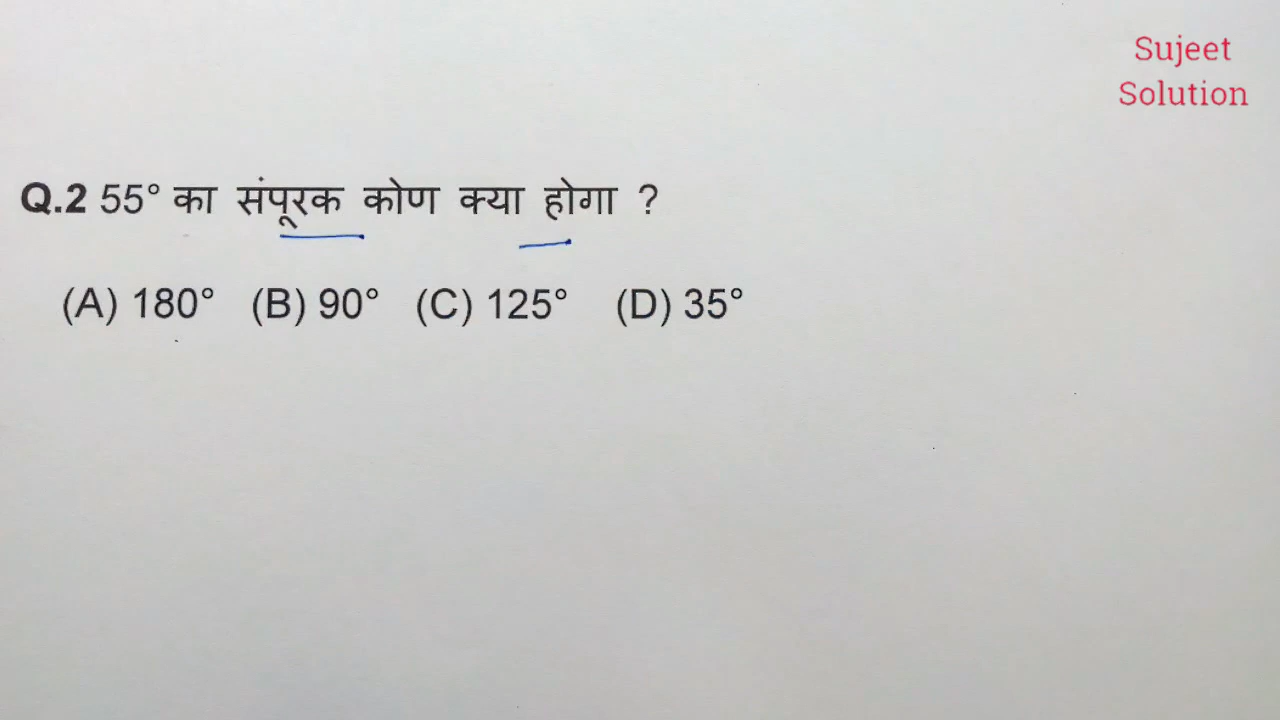 Sujeet
Solution
Q.2 55° का संपूरक कोण क्या होगा ?
(A) 180° (B) 90° (C) 125° (D) 35°